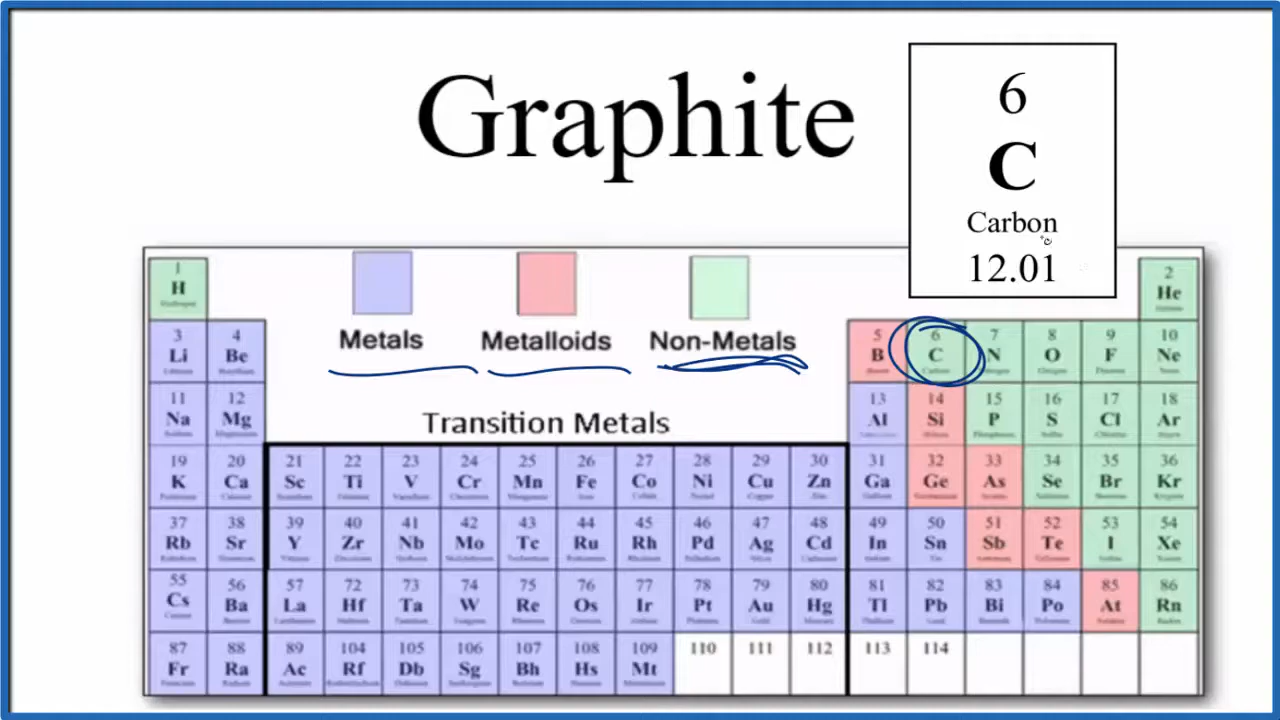 Graphite
6
C
Carbon
12.01
Metals Metalloids Non-Metals
Transition Metals
1 2
H He
3 4 5 6 7 8 9 10
Li Be B C N O F Ne
11 12 13 14 15 16 17 18
Na Mg Al Si P S Cl Ar
19 20 21 22 23 24 25 26 27 28 29 30 31 32 33 34 35 36
K Ca Sc Ti V Cr Mn Fe Co Ni Cu Zn Ga Ge As Se Br Kr
37 38 39 40 41 42 43 44 45 46 47 48 49 50 51 52 53 54
Rb Sr Y Zr Nb Mo Tc Ru Rh Pd Ag Cd In Sn Sb Te I Xe
55 56 57 72 73 74 75 76 77 78 79 80 81 82 83 84 85 86
Cs Ba La Hf Ta W Re Os Ir Pt Au Hg Tl Pb Bi Po At Rn
87 88 89 104 105 106 107 108 109 110 111 112 113 114
Fr Ra Ac Rf Db Sg Bh Hs Mt